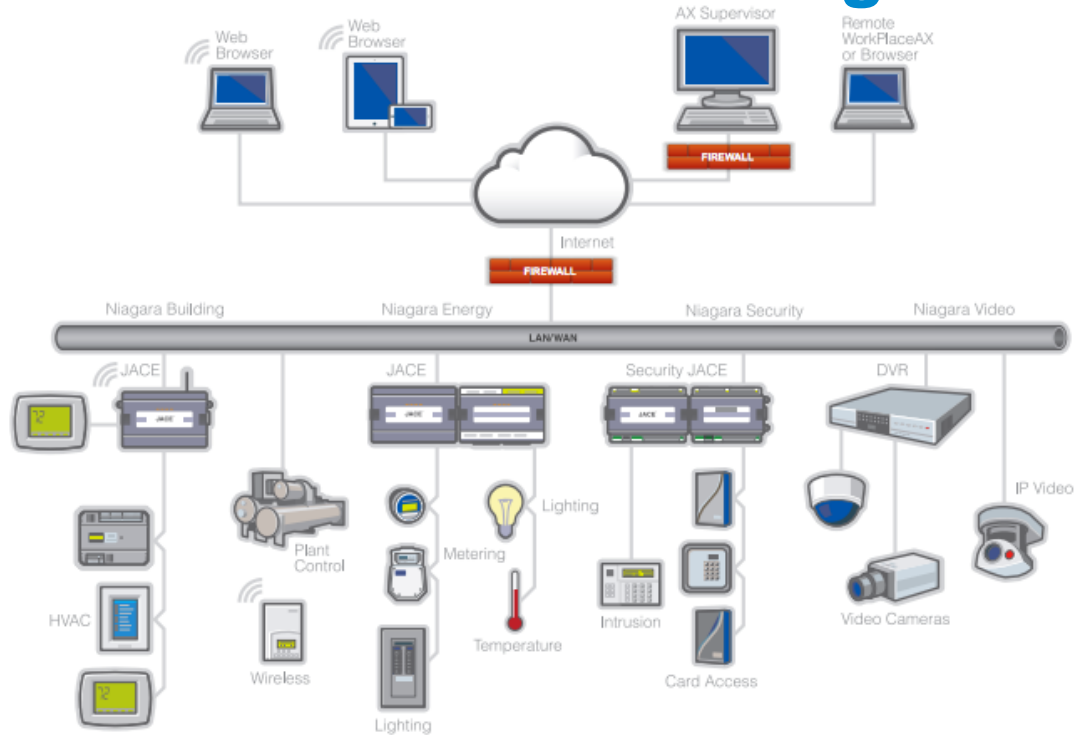 AX Supervisor
Web
Browser
Web
Browser
Remote
WorkPlaceAX
or Browser
FIREWALL
Internet
FIREWALL
Niagara Building
Niagara Energy
Niagara Security
Niagara Video
LAN/WAN
JACE
JACE
Security JACE
DVR
72
JACE
JACE
JACE
IP Video
Lighting
Plant
Control
Metering
HVAC
Intrusion
Video Cameras
Temperature
72
Wireless
Card Access
Lighting